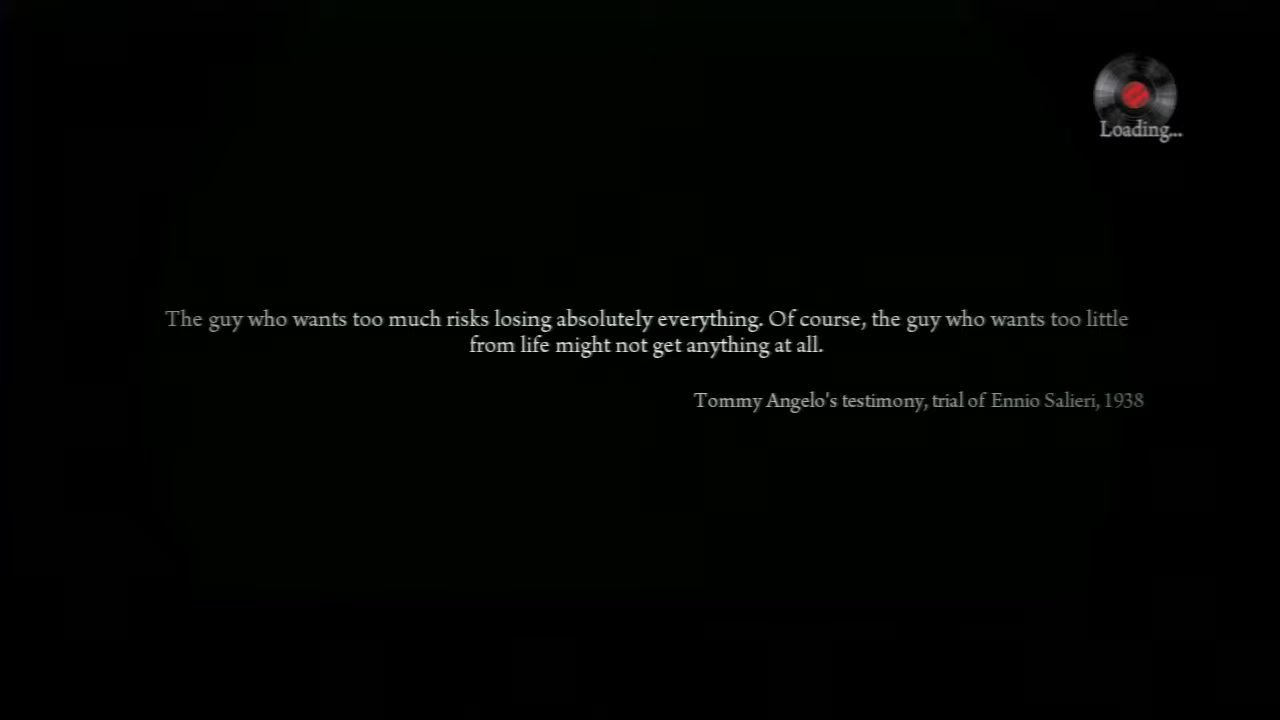 Loading...
The guy who wants too much risks losing absolutely everything. Of course, the guy who wants too little
from life might not get anything at all.
Tommy Angelo's testimony, trial of Ennio Salieri, 1938